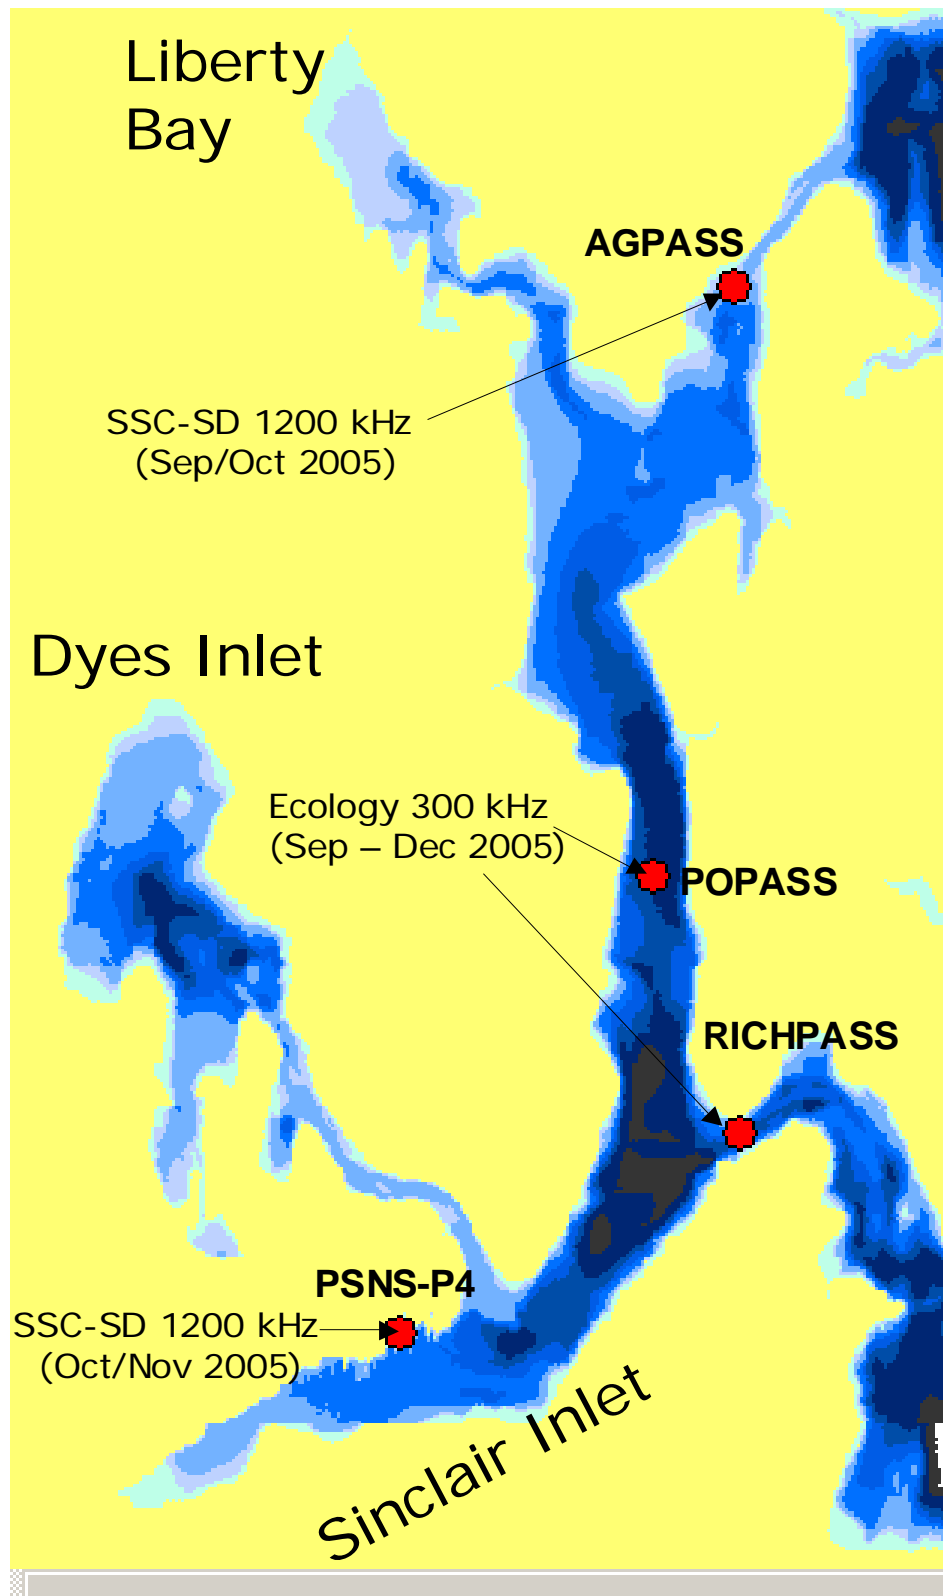 Liberty
Bay
AGPASS
SSC-SD 1200 kHz
(Sep/Oct 2005)
Dyes Inlet
Ecology 300 kHz
(Sep – Dec 2005)
POPASS
RICHPASS
PSNS-P4
SSC-SD 1200 kHz
(Oct/Nov 2005)
Sinclair Inlet